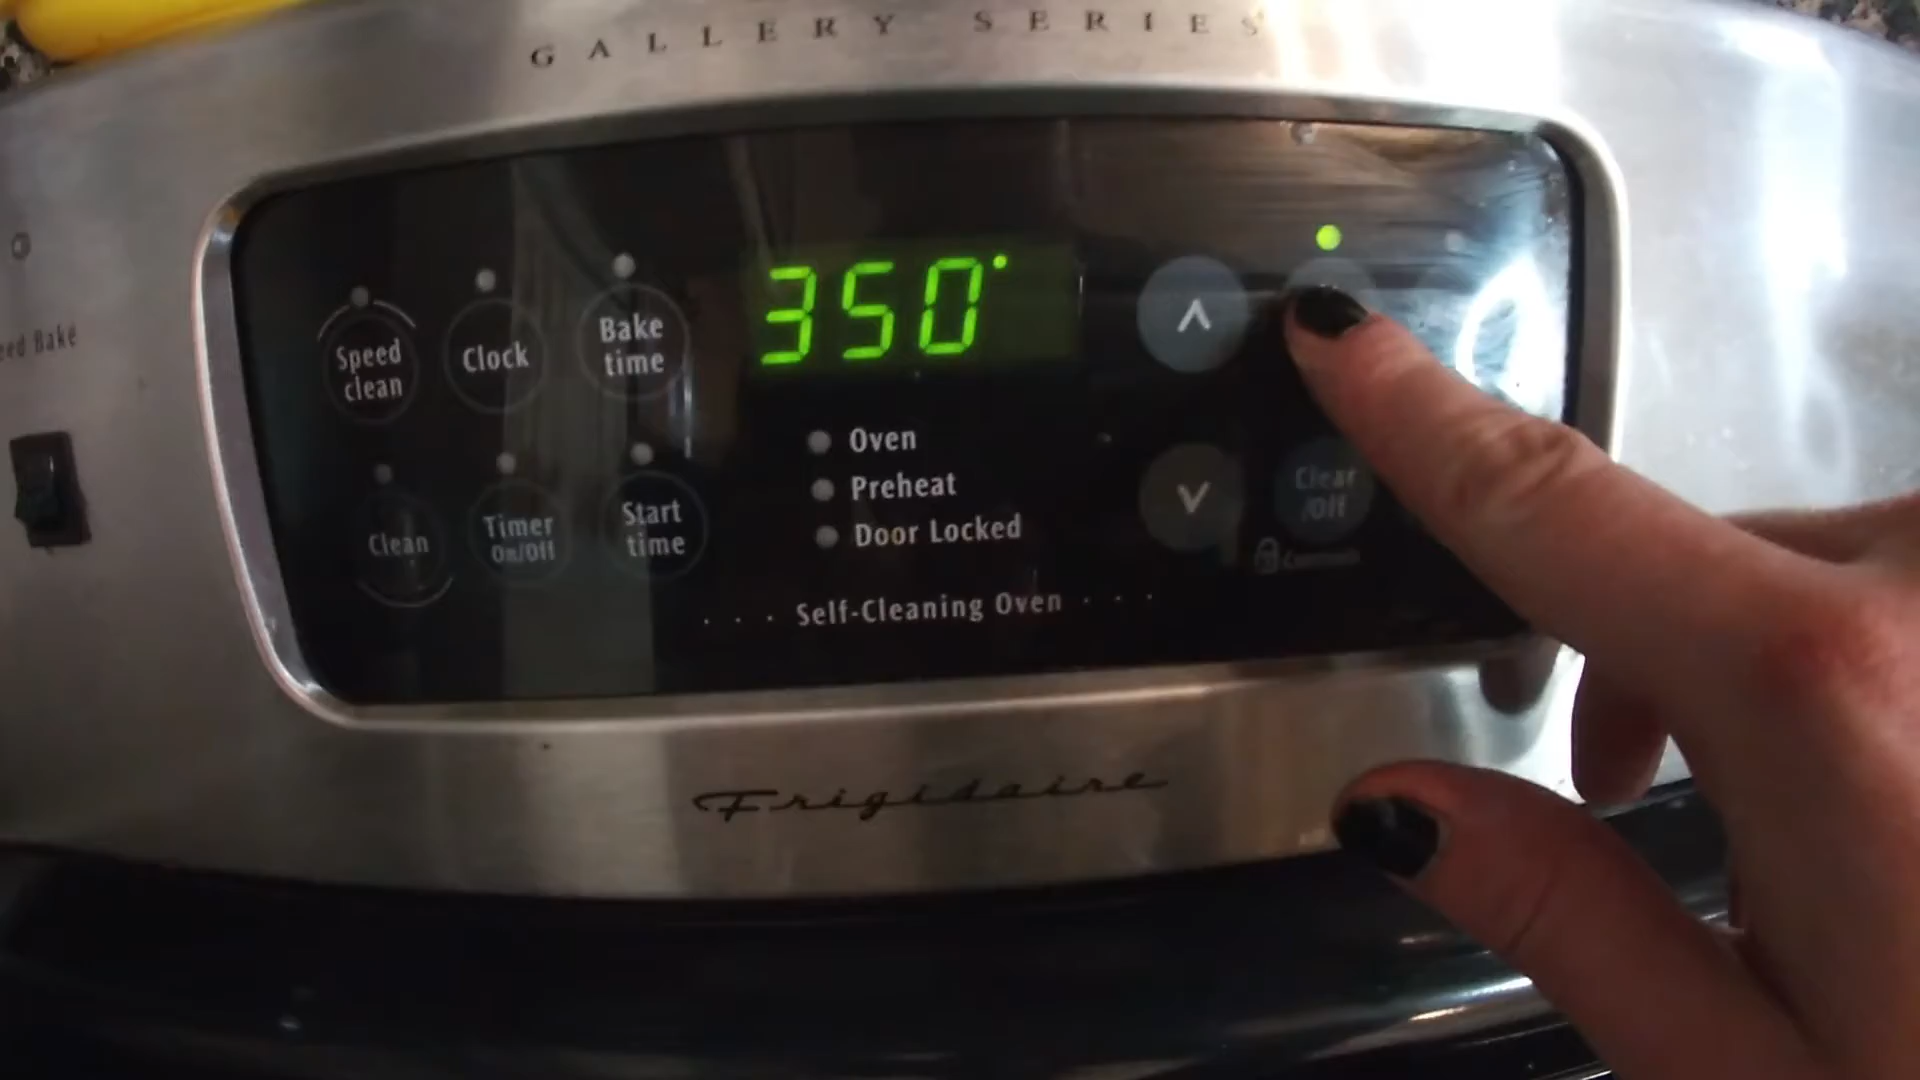 GALLERY SERIES
eed Bake
Speed
clean
Clock
Bake
time
350°
Oven
Preheat
Door Locked
Clean
Timer
On/Off
Start
time
Clear
/Off
Controls
Self-Cleaning Oven
Frigidaire